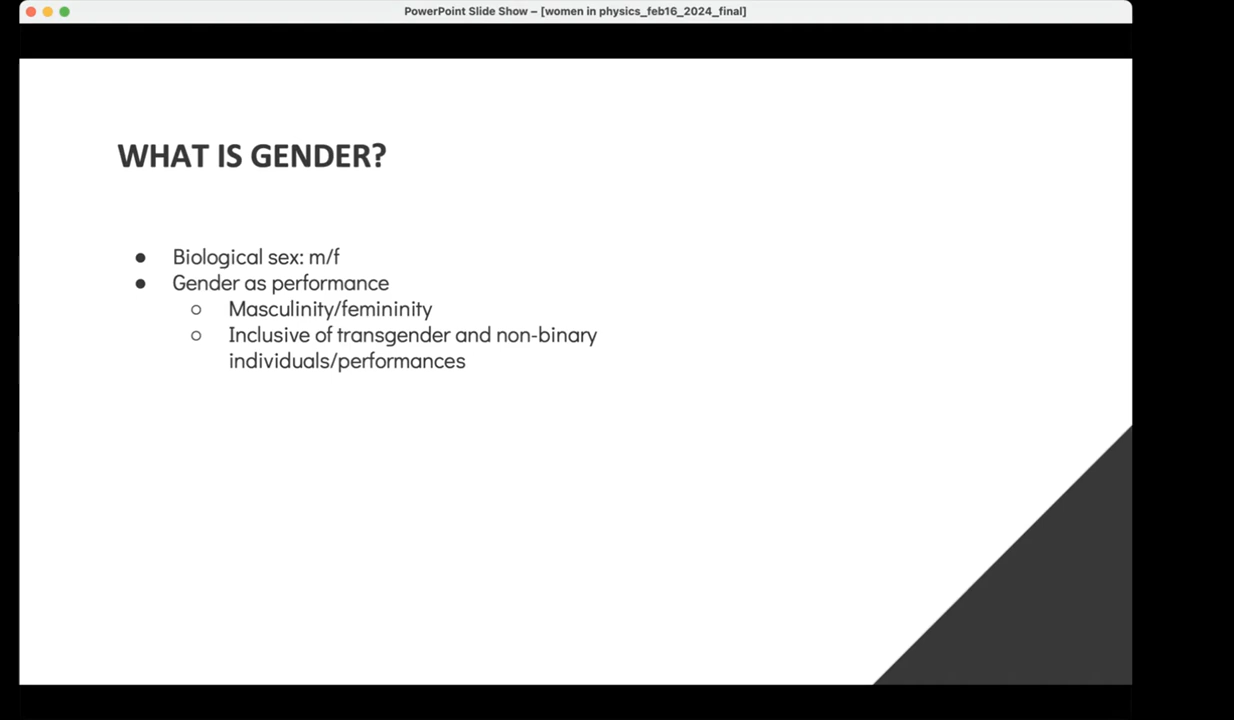 PowerPoint Slide Show – [women in physics_feb16_2024_final]
WHAT IS GENDER?
● Biological sex: m/f
● Gender as performance
○ Masculinity/femininity
○ Inclusive of transgender and non-binary
individuals/performances